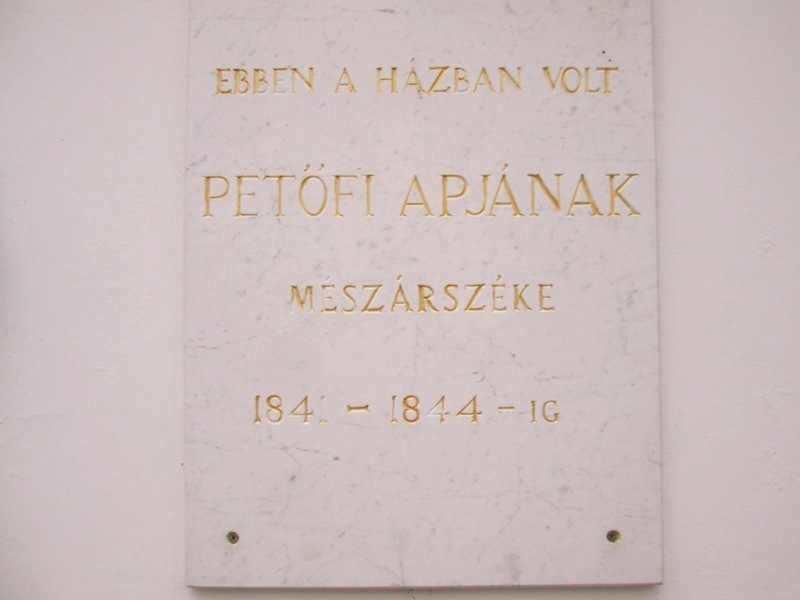 EBBEN A HÁZBAN VOLT
PETŐFI APJÁNAK
MÉSZÁRSZÉKE
1841 - 1844 - IG